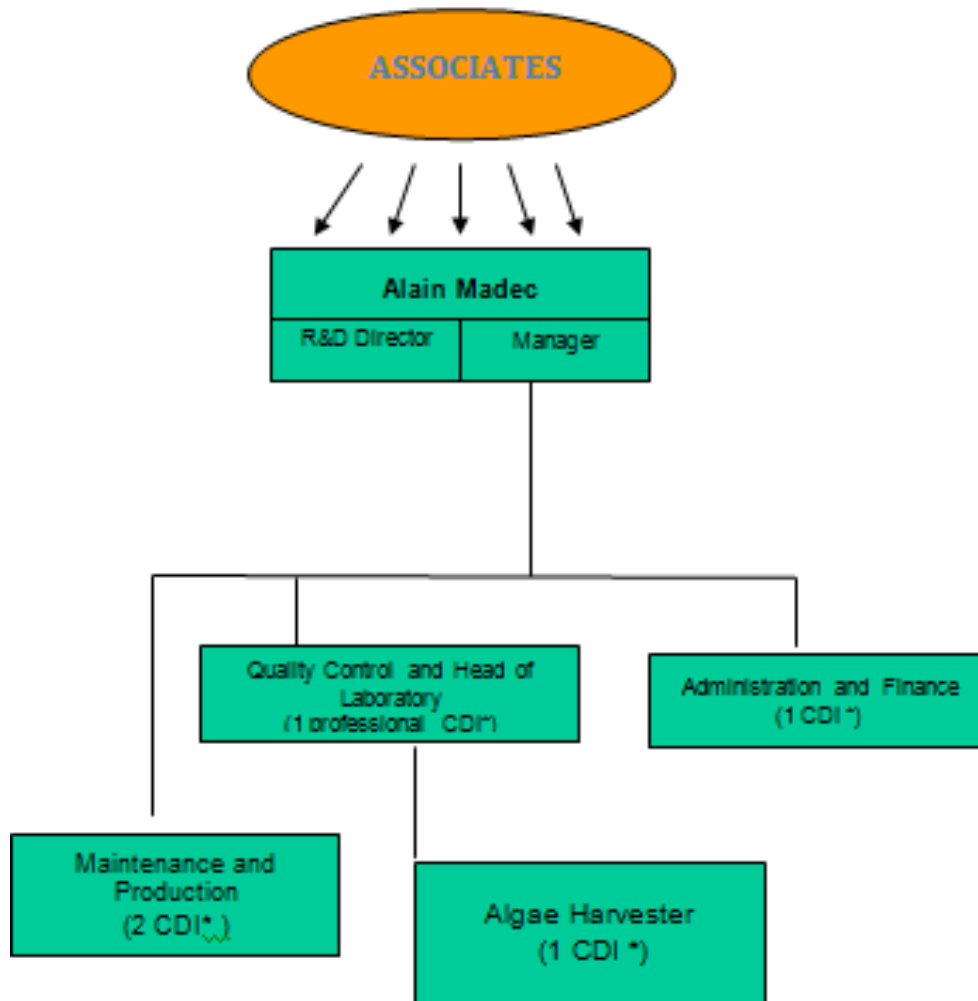 ASSOCIATES
Alain Madec
R&D Director
Manager
Quality Control and Head of
Laboratory
(1 professional CDI*)
Administration and Finance
(1 CDI *)
Maintenance and
Production
(2 CDI* )
Algae Harvester
(1 CDI *)